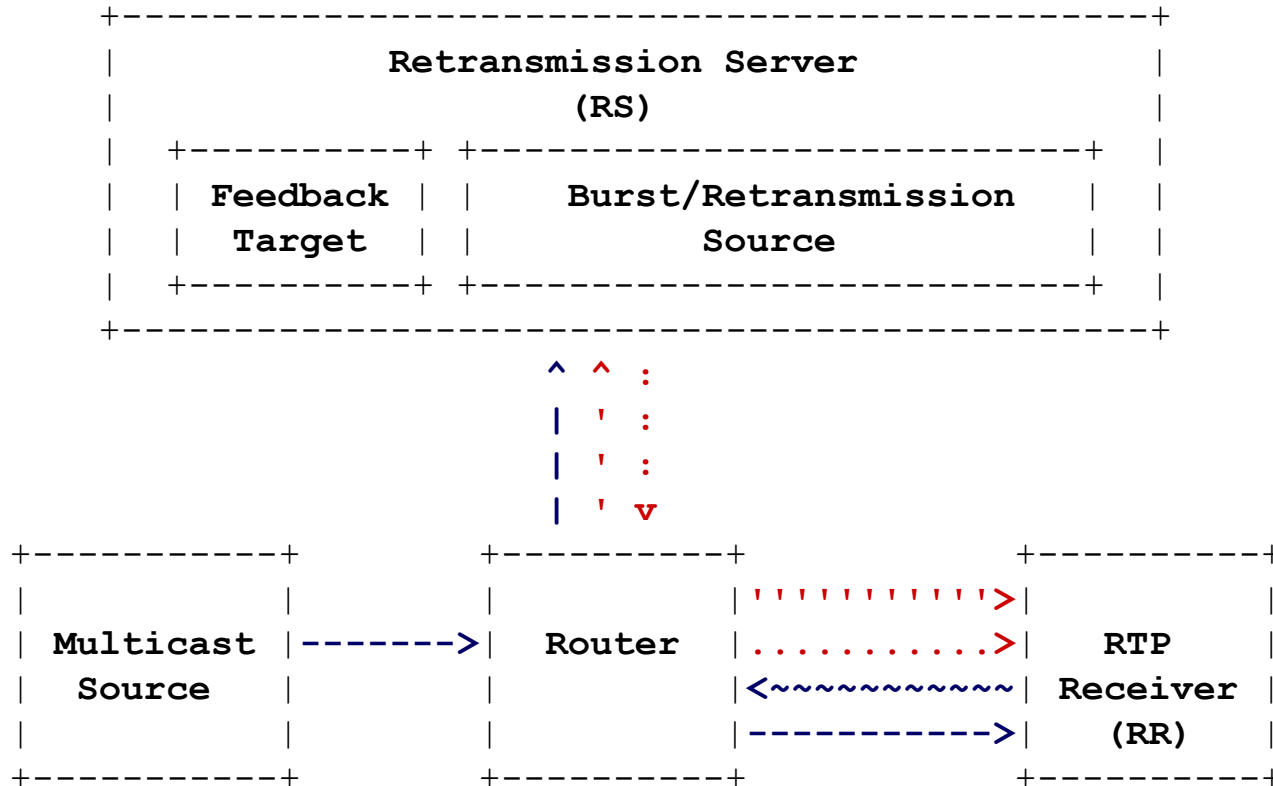 Retransmission Server
(RS)
Feedback
Target
Burst/Retransmission
Source
Multicast
Source
Router
RTP
Receiver
(RR)